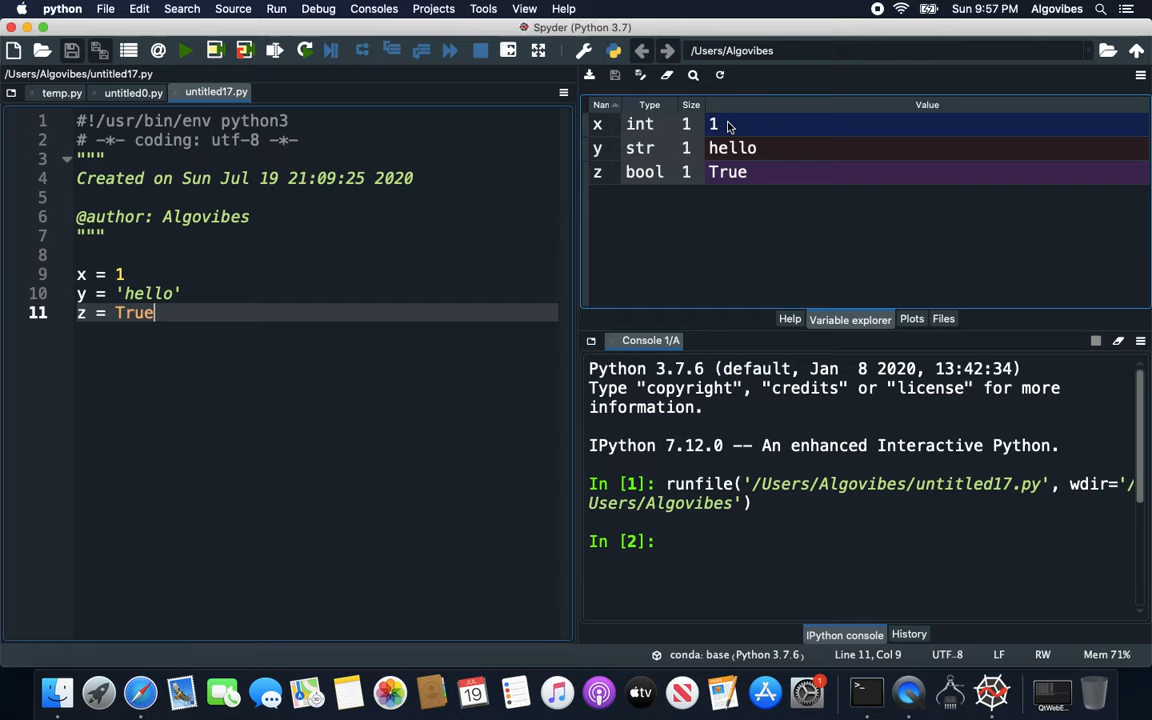 python File Edit Search Source Run Debug Consoles Projects Tools View Help Sun 9:57 PM Algovibes
Spyder (Python 3.7)
/Users/Algovibes
/Users/Algovibes/untitled17.py
temp.py untitled0.py untitled17.py
1 #!/usr/bin/env python3
2 # -*- coding: utf-8 -*-
3 """
4 Created on Sun Jul 19 21:09:25 2020
5
6 @author: Algovibes
7 """
8
9 x = 1
10 y = 'hello'
11 z = True
Nan Type Size Value
x int 1 1
y str 1 hello
z bool 1 True
Help Variable explorer Plots Files
Console 1/A
Python 3.7.6 (default, Jan  8 2020, 13:42:34)
Type "copyright", "credits" or "license" for more
information.
IPython 7.12.0 -- An enhanced Interactive Python.
In [1]: runfile('/Users/Algovibes/untitled17.py', wdir='/
Users/Algovibes')
In [2]:
IPython console History
conda: base (Python 3.7.6) Line 11, Col 9 UTF-8 LF RW Mem 71%